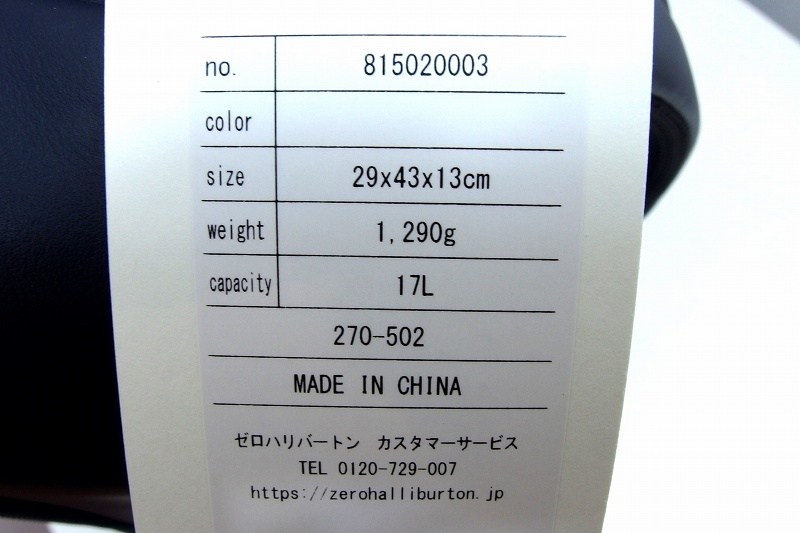 no. 815020003
color
size 29x43x13cm
weight 1,290g
capacity 17L
270-502
MADE IN CHINA
ゼロハリバートン カスタマーサービス
TEL 0120-729-007
https://zerohalliburton.jp